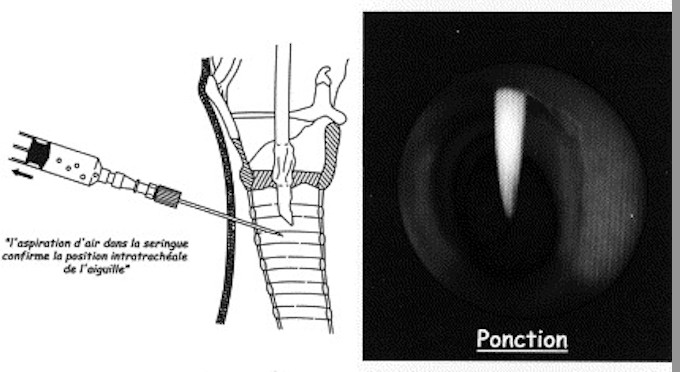 "l'aspiration d'air dans la seringue
confirme la position intratrachéale
de l'aiguille"
Ponction